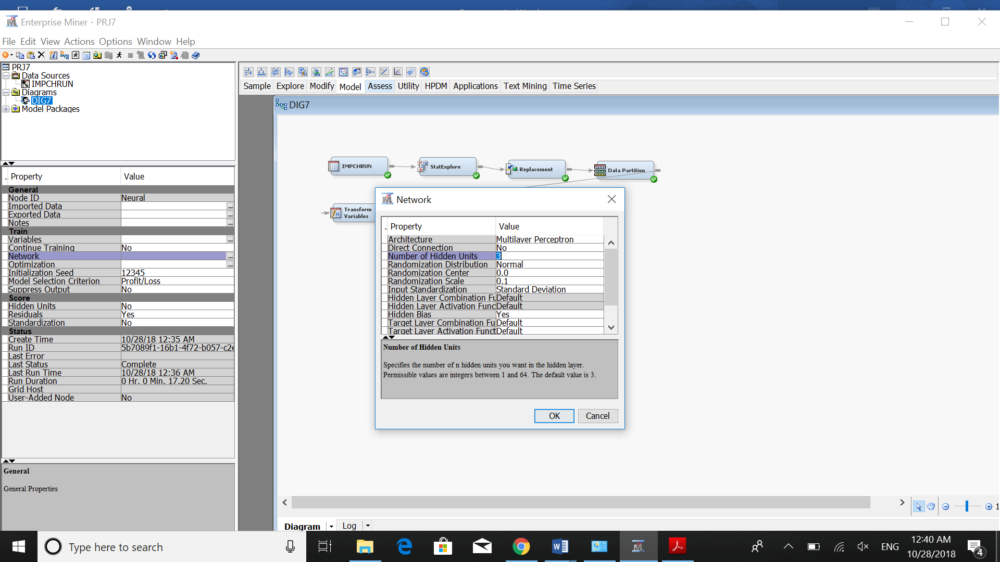 Enterprise Miner - PRJ7
File Edit View Actions Options Window Help
PRJ7
Data Sources
IMPCHRUN
Diagrams
DIG7
Model Packages
. Property Value
General
Node ID Neural
Imported Data ...
Exported Data ...
Notes ...
Train
Variables ...
Continue Training No
Network ...
Optimization ...
Initialization Seed 12345
Model Selection Criterion Profit/Loss
Suppress Output No
Score
Hidden Units No
Residuals Yes
Standardization No
Status
Create Time 10/28/18 12:35 AM
Run ID 5b7089f1-16b1-4f72-b057-c2e
Last Error
Last Status Complete
Last Run Time 10/28/18 12:36 AM
Run Duration 0 Hr. 0 Min. 17.20 Sec.
Grid Host
User-Added Node No
General
General Properties
Sample Explore Modify Model Assess Utility HPDM Applications Text Mining Time Series
DIG7
IMPCHRUN
StatExplore
Replacement
Data Partition
Transform
Variables
Network
. Property Value
Architecture Multilayer Perceptron
Direct Connection No
Number of Hidden Units 3
Randomization Distribution Normal
Randomization Center 0.0
Randomization Scale 0.1
Input Standardization Standard Deviation
Hidden Layer Combination Fu Default
Hidden Layer Activation Func Default
Hidden Bias Yes
Target Layer Combination Fu Default
Target Layer Activation Funct Default
Number of Hidden Units
Specifies the number of n hidden units you want in the hidden layer.
Permissible values are integers between 1 and 64. The default value is 3.
OK Cancel
1
Diagram Log
Type here to search
ENG
12:40 AM
10/28/2018
4